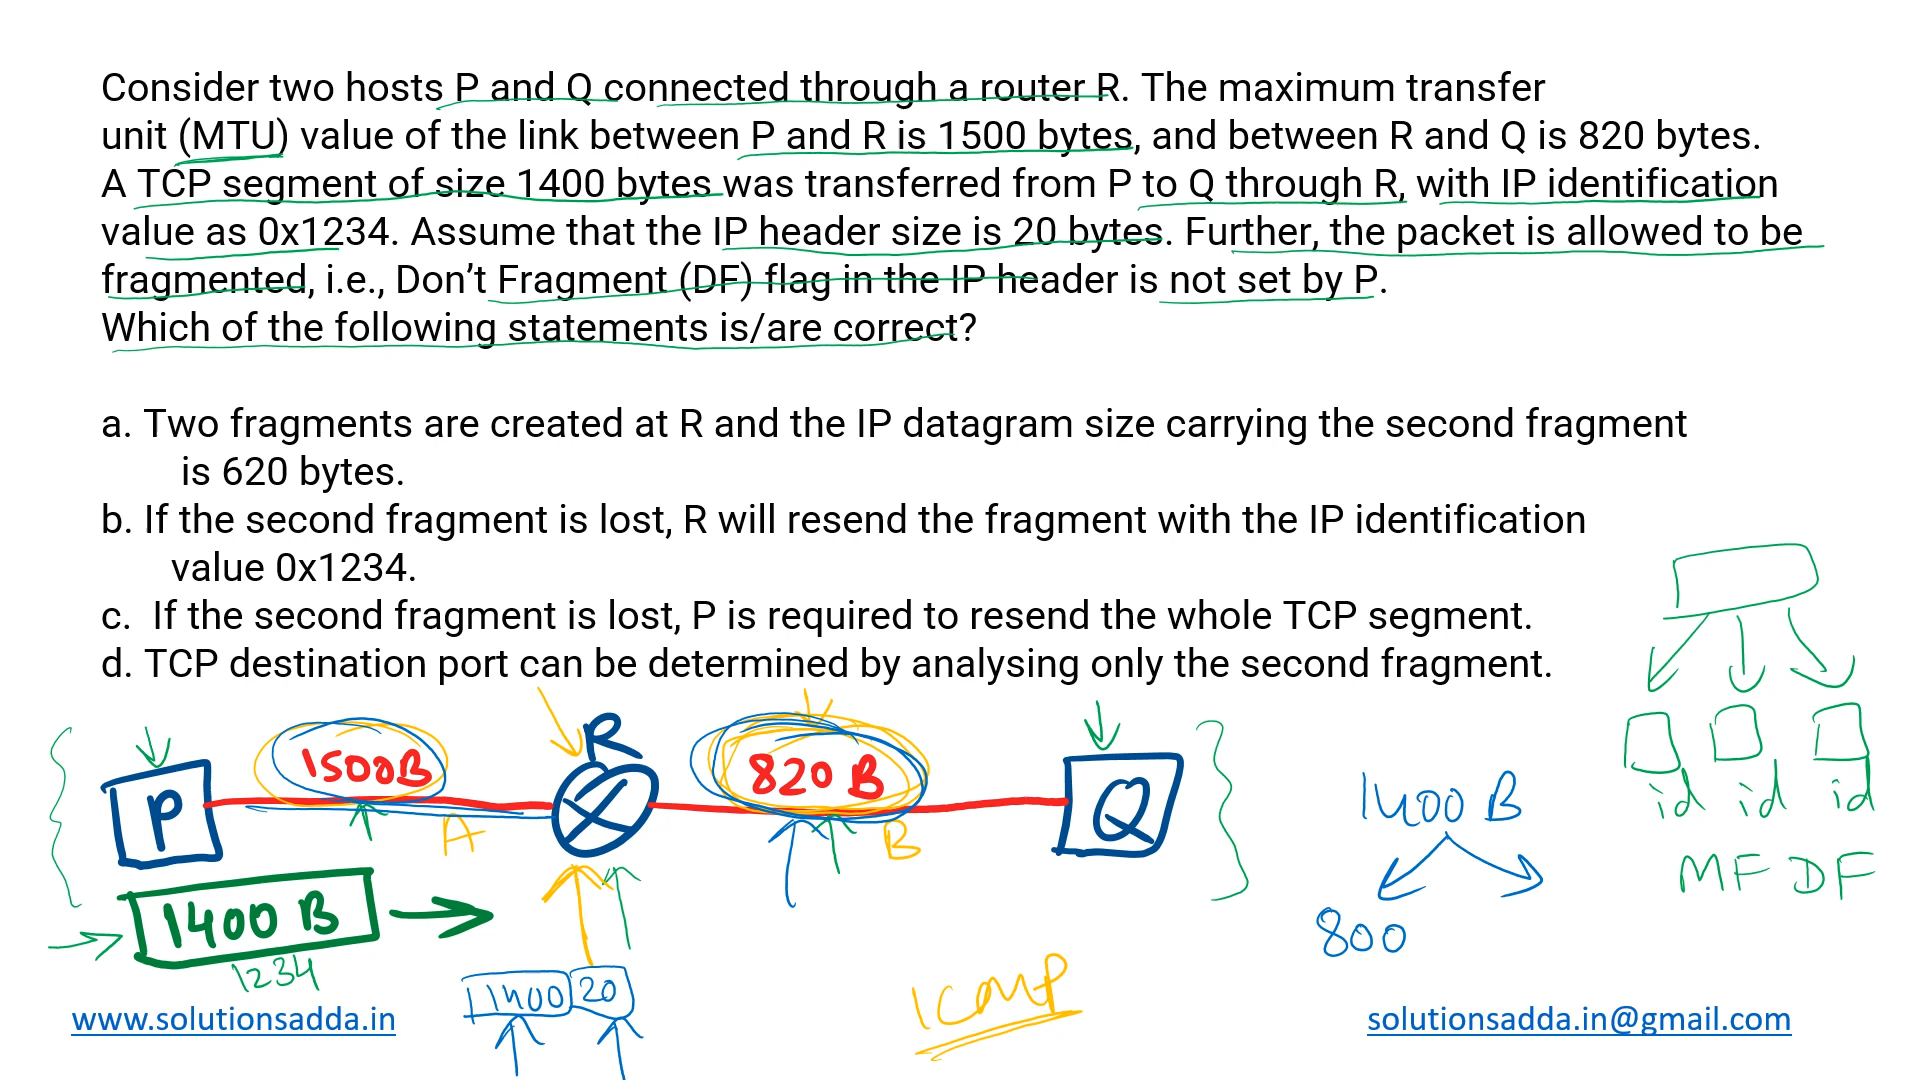 Consider two hosts P and Q connected through a router R. The maximum transfer
unit (MTU) value of the link between P and R is 1500 bytes, and between R and Q is 820 bytes.
A TCP segment of size 1400 bytes was transferred from P to Q through R, with IP identification
value as 0x1234. Assume that the IP header size is 20 bytes. Further, the packet is allowed to be
fragmented, i.e., Don’t Fragment (DF) flag in the IP header is not set by P.
Which of the following statements is/are correct?
a. Two fragments are created at R and the IP datagram size carrying the second fragment
is 620 bytes.
b. If the second fragment is lost, R will resend the fragment with the IP identification
value 0x1234.
c. If the second fragment is lost, P is required to resend the whole TCP segment.
d. TCP destination port can be determined by analysing only the second fragment.
R
1500B 820 B
P Q
A B
1400 B
id id id
MF DF
800
1400 B
1234
1400 20
ICMP
www.solutionsadda.in
solutionsadda.in@gmail.com